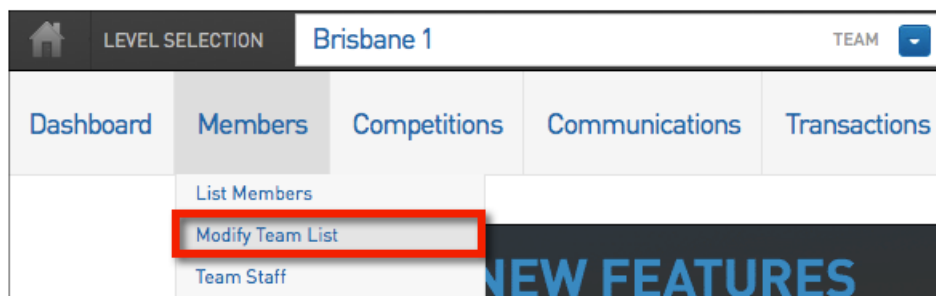 LEVEL SELECTION Brisbane 1 TEAM
Dashboard Members Competitions Communications Transactions
List Members
Modify Team List
Team Staff
NEW FEATURES